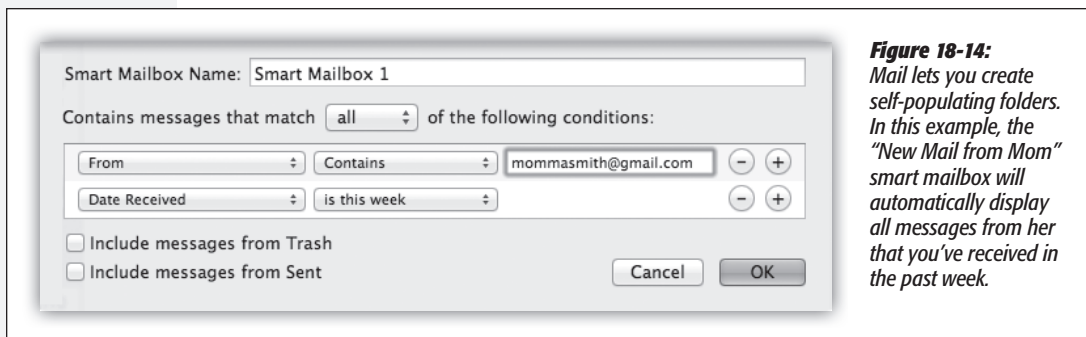 Smart Mailbox Name: Smart Mailbox 1
Contains messages that match all of the following conditions:
From Contains mommasmith@gmail.com
Date Received is this week
Include messages from Trash
Include messages from Sent
Cancel OK
Figure 18-14:
Mail lets you create
self-populating folders.
In this example, the
“New Mail from Mom”
smart mailbox will
automatically display
all messages from her
that you’ve received in
the past week.